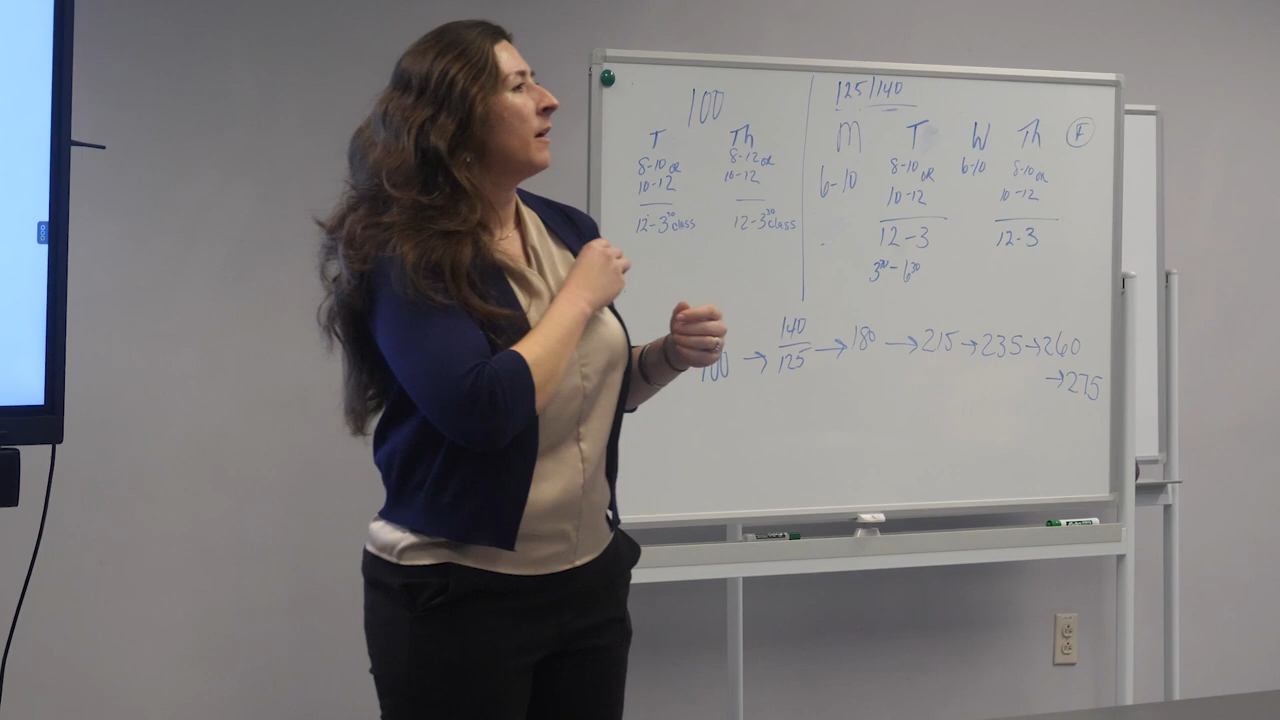 100
T Th
8-10 OR 8-12 OR
10-12 10-12
12-3³⁰ class 12-3³⁰ class
125/140
M T W Th F
6-10 8-10 OR 6-10 8-10 OR
10-12 10-12
12-3 12-3
3³⁰-6³⁰
100 → 140/125 → 180 → 215 → 235 → 260
→ 275